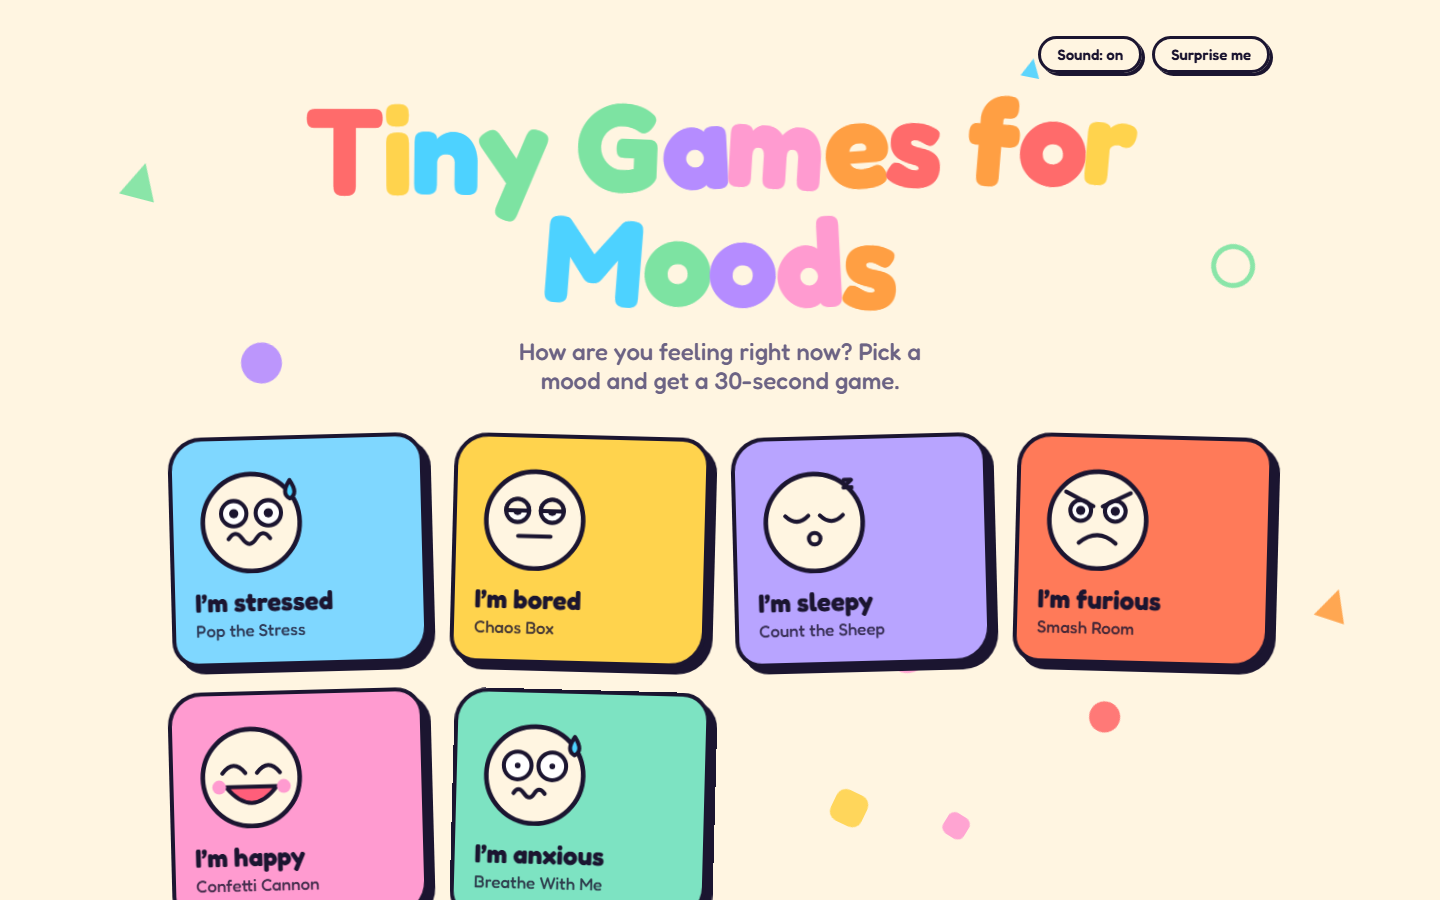 Sound: on
Surprise me
Tiny Games for
Moods
How are you feeling right now? Pick a
mood and get a 30-second game.
I'm stressed
Pop the Stress
I'm bored
Chaos Box
z
I'm sleepy
Count the Sheep
I'm furious
Smash Room
I'm happy
Confetti Cannon
I'm anxious
Breathe With Me